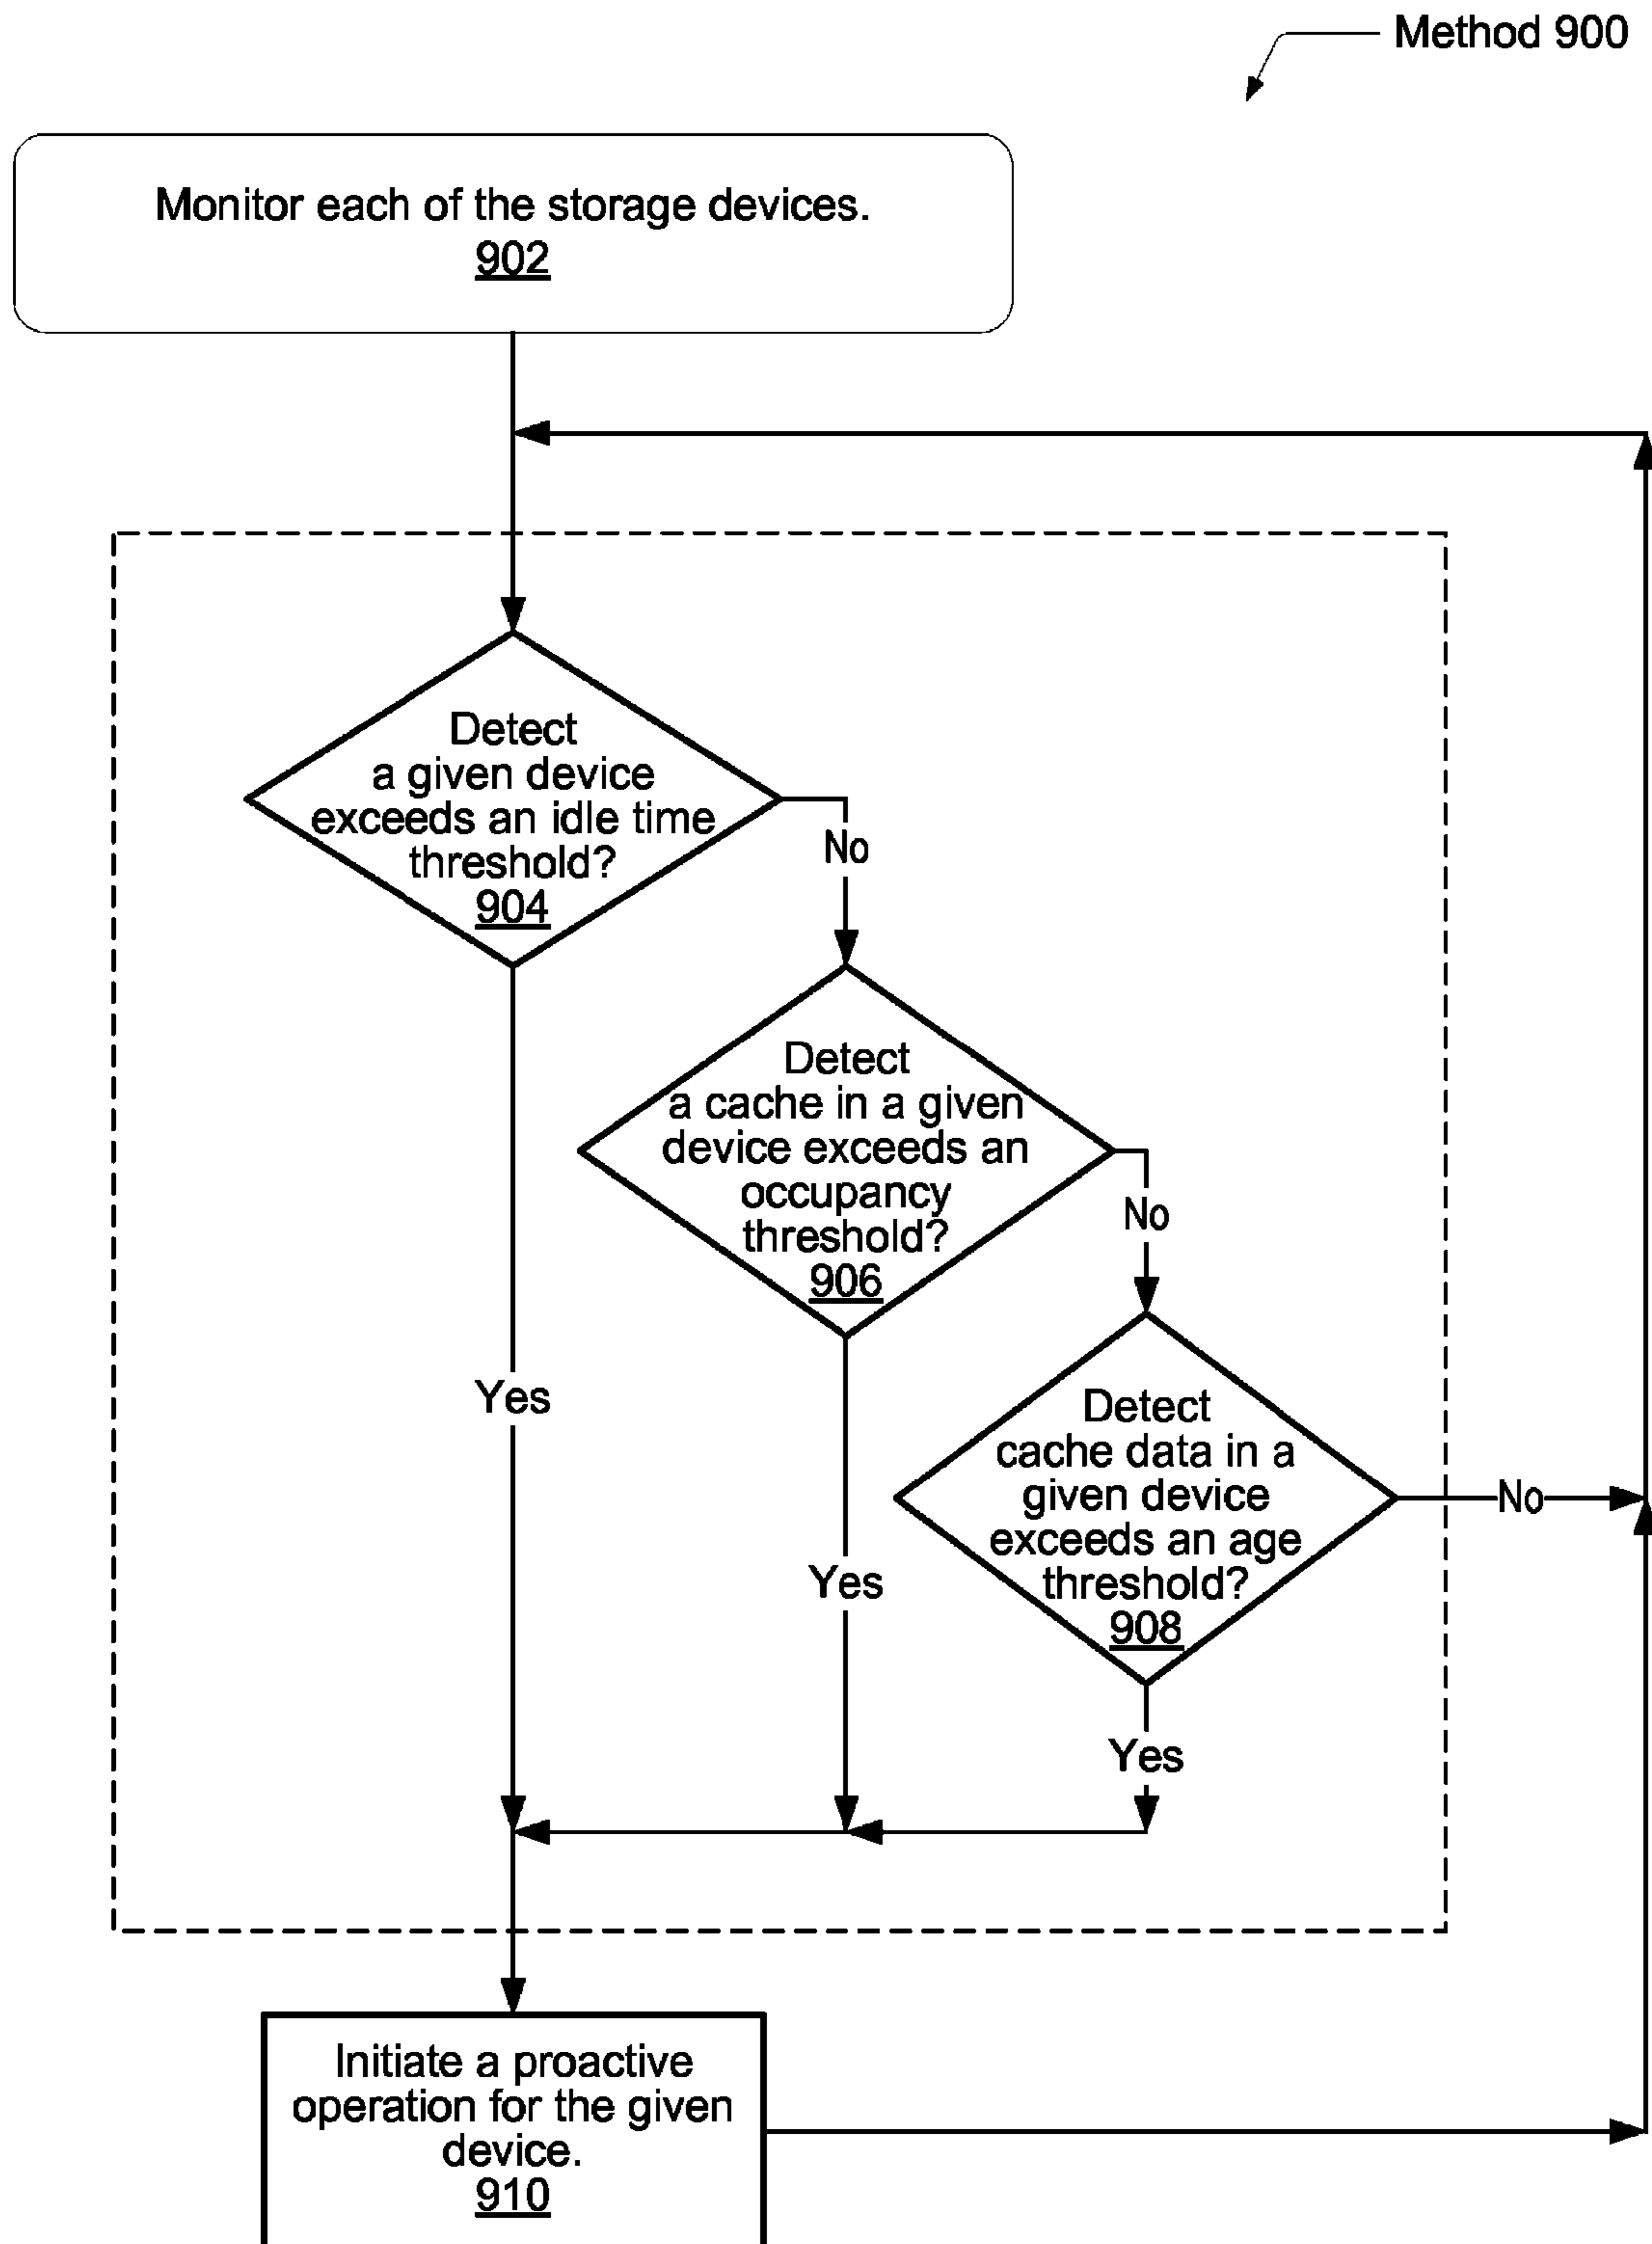 Method 900
Monitor each of the storage devices.
902
Detect
a given device
exceeds an idle time
threshold?
904
No
Detect
a cache in a given
device exceeds an
occupancy
threshold?
906
No
Detect
cache data in a
given device
exceeds an age
threshold?
908
No
Yes
Yes
Yes
Initiate a proactive
operation for the given
device.
910